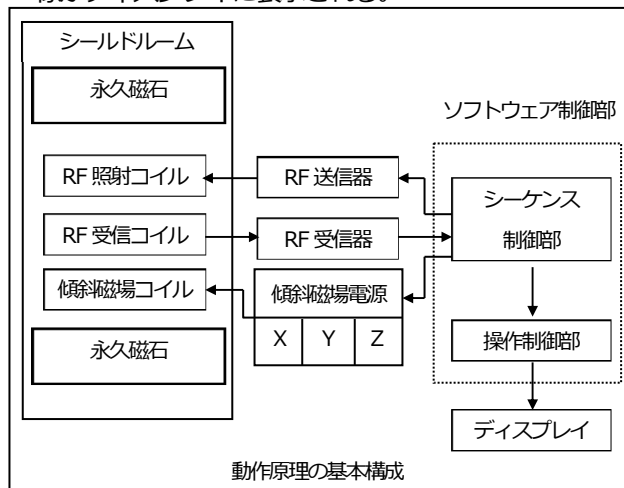 シールドルーム
永久磁石
ソフトウェア制御部
RF 照射コイル
RF 送信器
シーケンス
制御部
RF 受信コイル
RF 受信器
傾斜磁場コイル
傾斜磁場電源
X Y Z
永久磁石
操作制御部
ディスプレイ
動作原理の基本構成